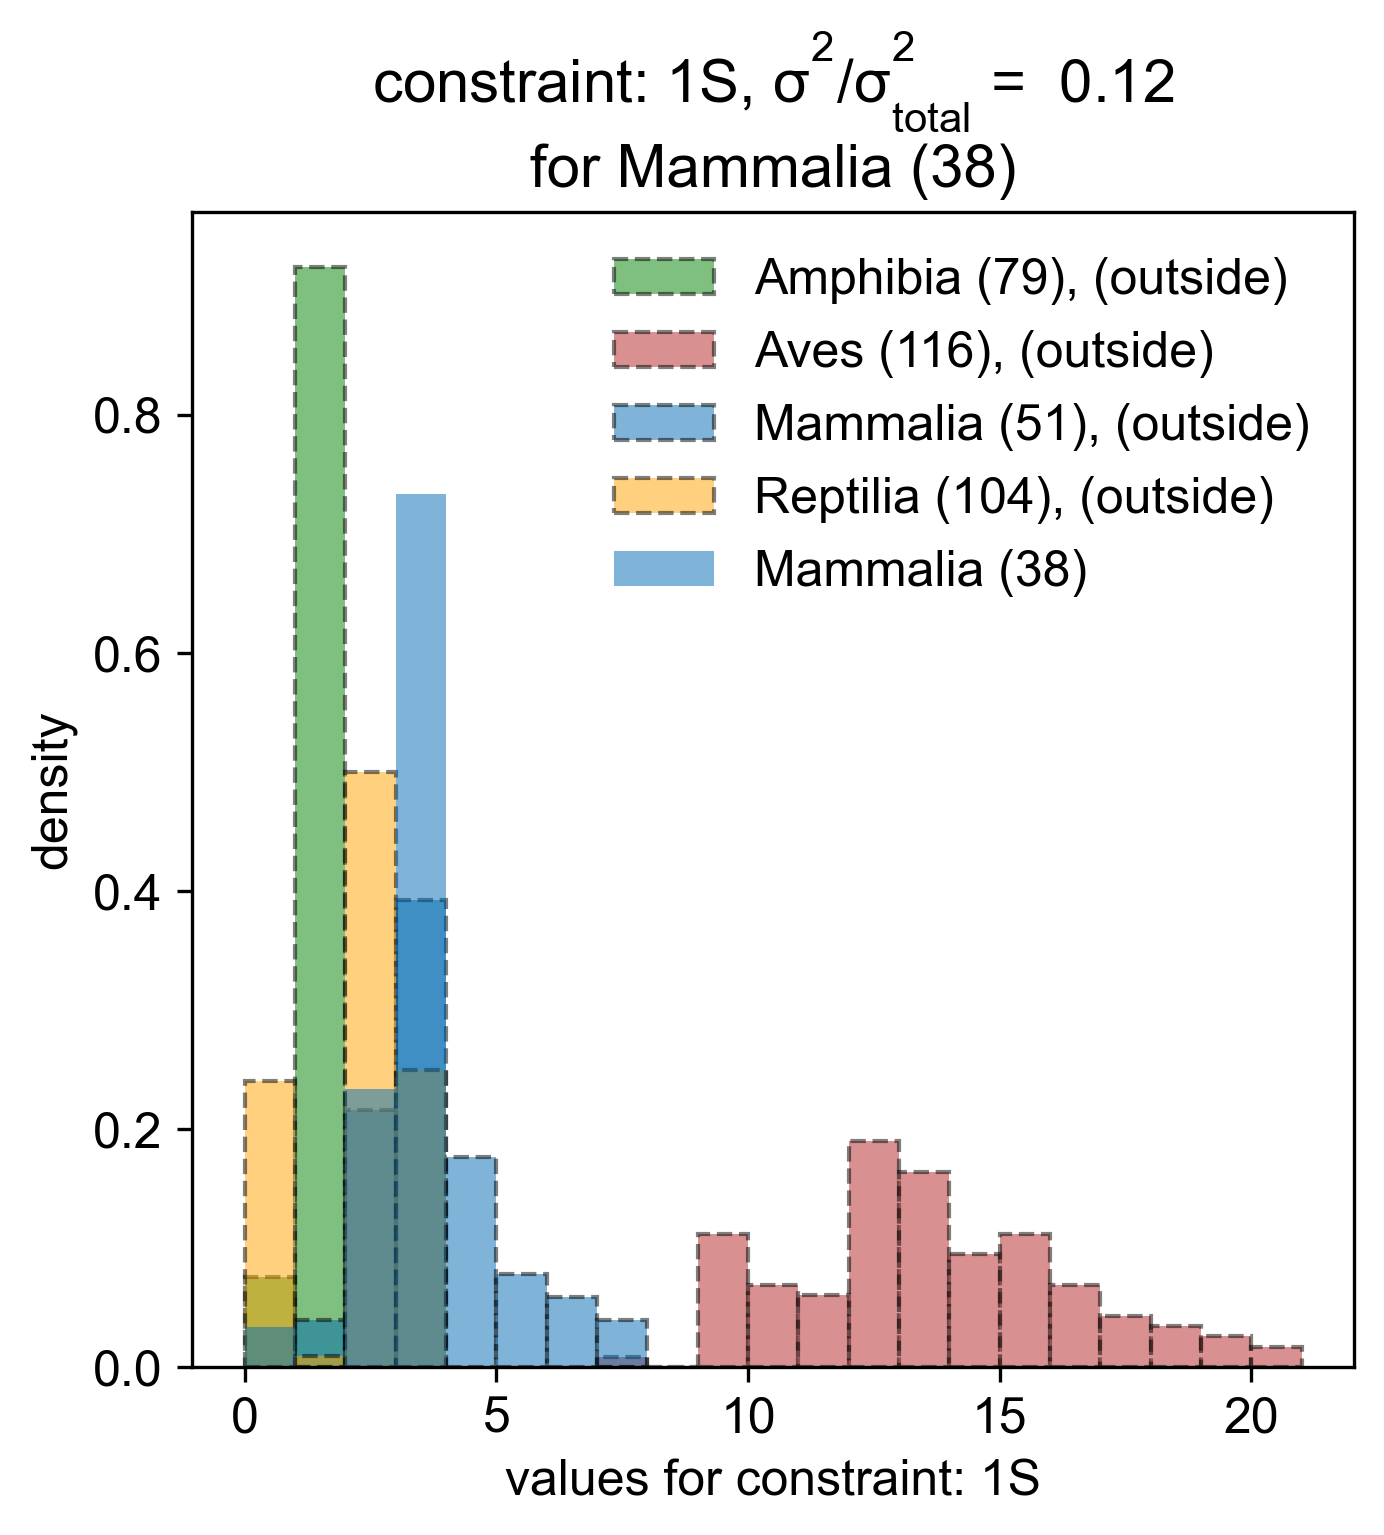 constraint: 1S, σ²/σ²total = 0.12
for Mammalia (38)
Amphibia (79), (outside)
Aves (116), (outside)
Mammalia (51), (outside)
Reptilia (104), (outside)
Mammalia (38)
density
0.8
0.6
0.4
0.2
0.0
0 5 10 15 20
values for constraint: 1S